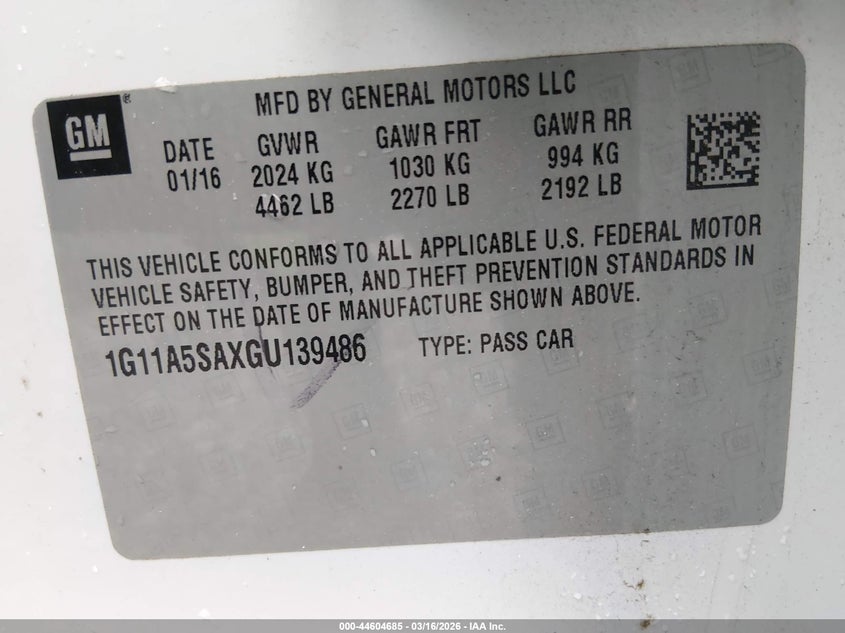 GM®
MFD BY GENERAL MOTORS LLC
DATE GVWR GAWR FRT GAWR RR
01/16 2024 KG 1030 KG 994 KG
4462 LB 2270 LB 2192 LB
THIS VEHICLE CONFORMS TO ALL APPLICABLE U.S. FEDERAL MOTOR
VEHICLE SAFETY, BUMPER, AND THEFT PREVENTION STANDARDS IN
EFFECT ON THE DATE OF MANUFACTURE SHOWN ABOVE.
1G11A5SAXGU139486 TYPE: PASS CAR
000-44604685 | 03/16/2026 | IAA Inc.